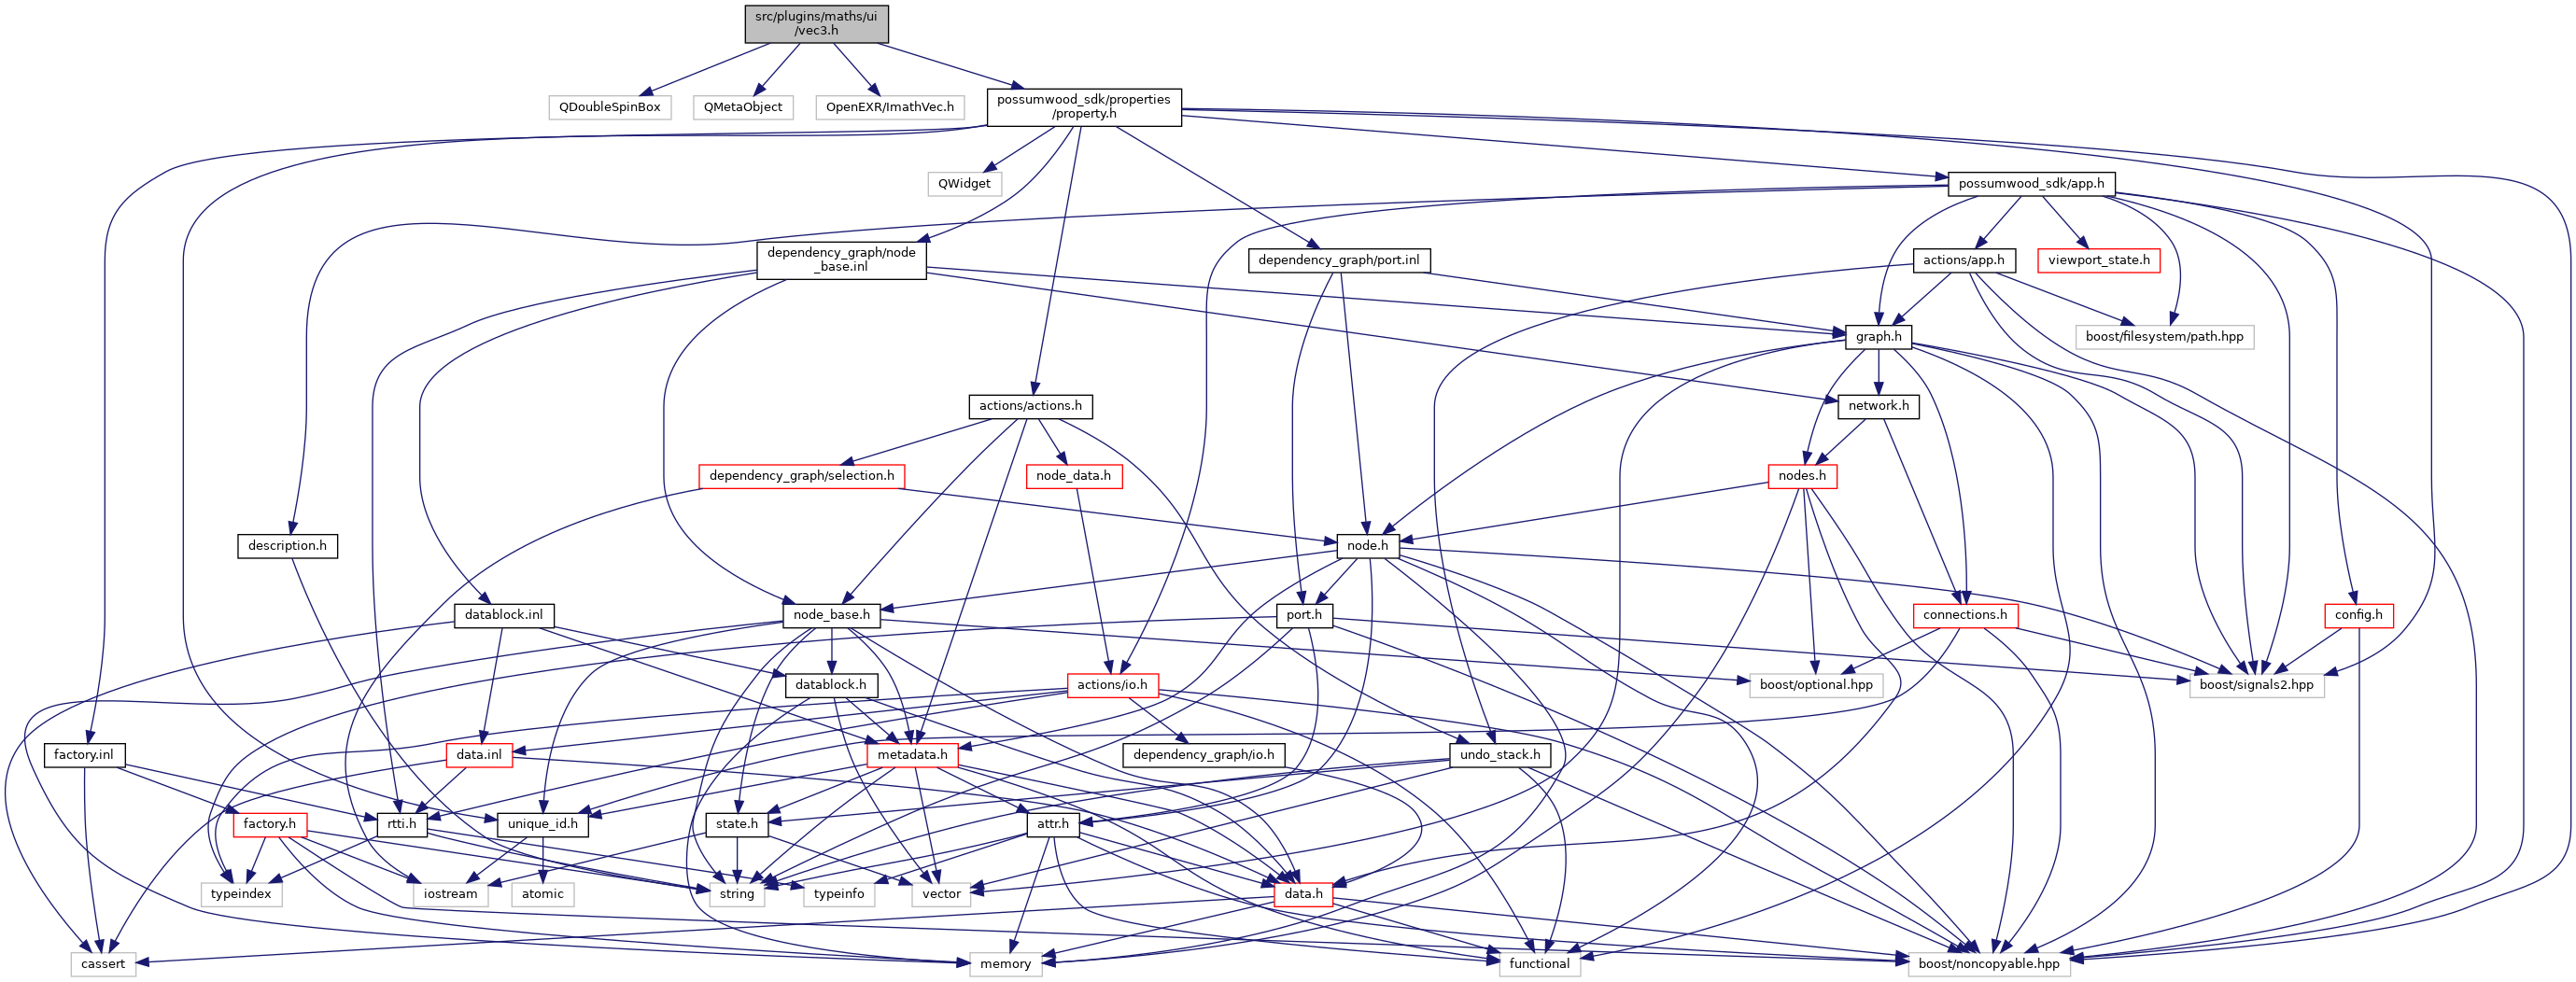 src/plugins/maths/ui
/vec3.h
QDoubleSpinBox
QMetaObject
OpenEXR/ImathVec.h
possumwood_sdk/properties
/property.h
QWidget
possumwood_sdk/app.h
dependency_graph/node
_base.inl
dependency_graph/port.inl
actions/app.h
viewport_state.h
graph.h
boost/filesystem/path.hpp
actions/actions.h
network.h
dependency_graph/selection.h
node_data.h
nodes.h
description.h
node.h
datablock.inl
node_base.h
port.h
connections.h
config.h
datablock.h
actions/io.h
boost/optional.hpp
boost/signals2.hpp
factory.inl
data.inl
metadata.h
dependency_graph/io.h
undo_stack.h
factory.h
rtti.h
unique_id.h
state.h
attr.h
typeindex
iostream
atomic
string
typeinfo
vector
data.h
cassert
memory
functional
boost/noncopyable.hpp